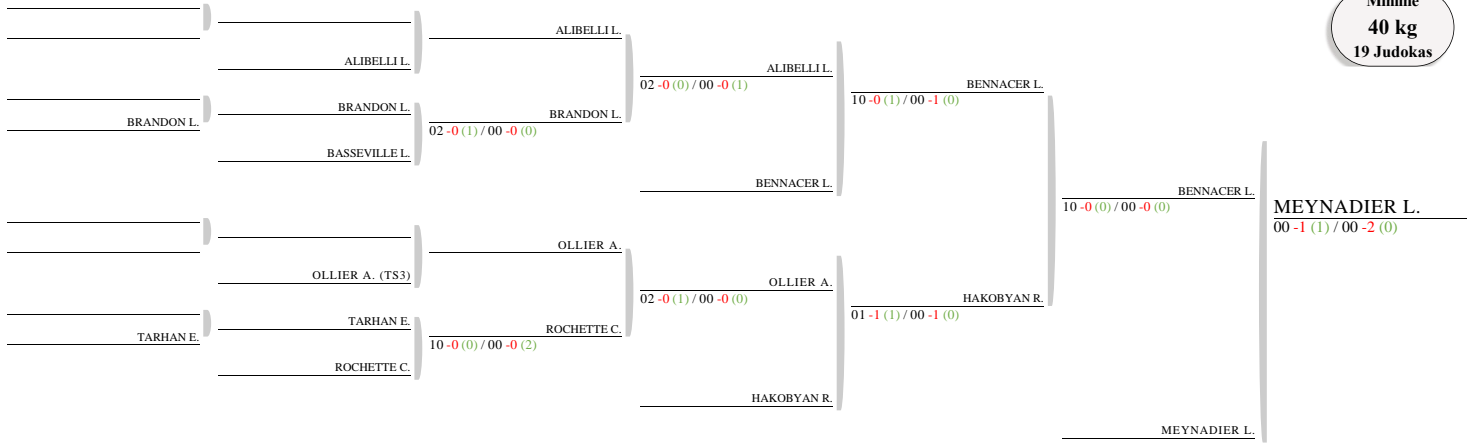 Minime
40 kg
19 Judokas
ALIBELLI L.
ALIBELLI L.
ALIBELLI L.
02 -0 (0) / 00 -0 (1)
BENNACER L.
10 -0 (1) / 00 -1 (0)
BRANDON L.
BRANDON L.
BRANDON L.
02 -0 (1) / 00 -0 (0)
BASSEVILLE L.
BENNACER L.
BENNACER L.
10 -0 (0) / 00 -0 (0)
MEYNADIER L.
00 -1 (1) / 00 -2 (0)
OLLIER A.
OLLIER A. (TS3)
OLLIER A.
02 -0 (1) / 00 -0 (0)
HAKOBYAN R.
01 -1 (1) / 00 -1 (0)
TARHAN E.
TARHAN E.
ROCHETTE C.
10 -0 (0) / 00 -0 (2)
ROCHETTE C.
HAKOBYAN R.
MEYNADIER L.